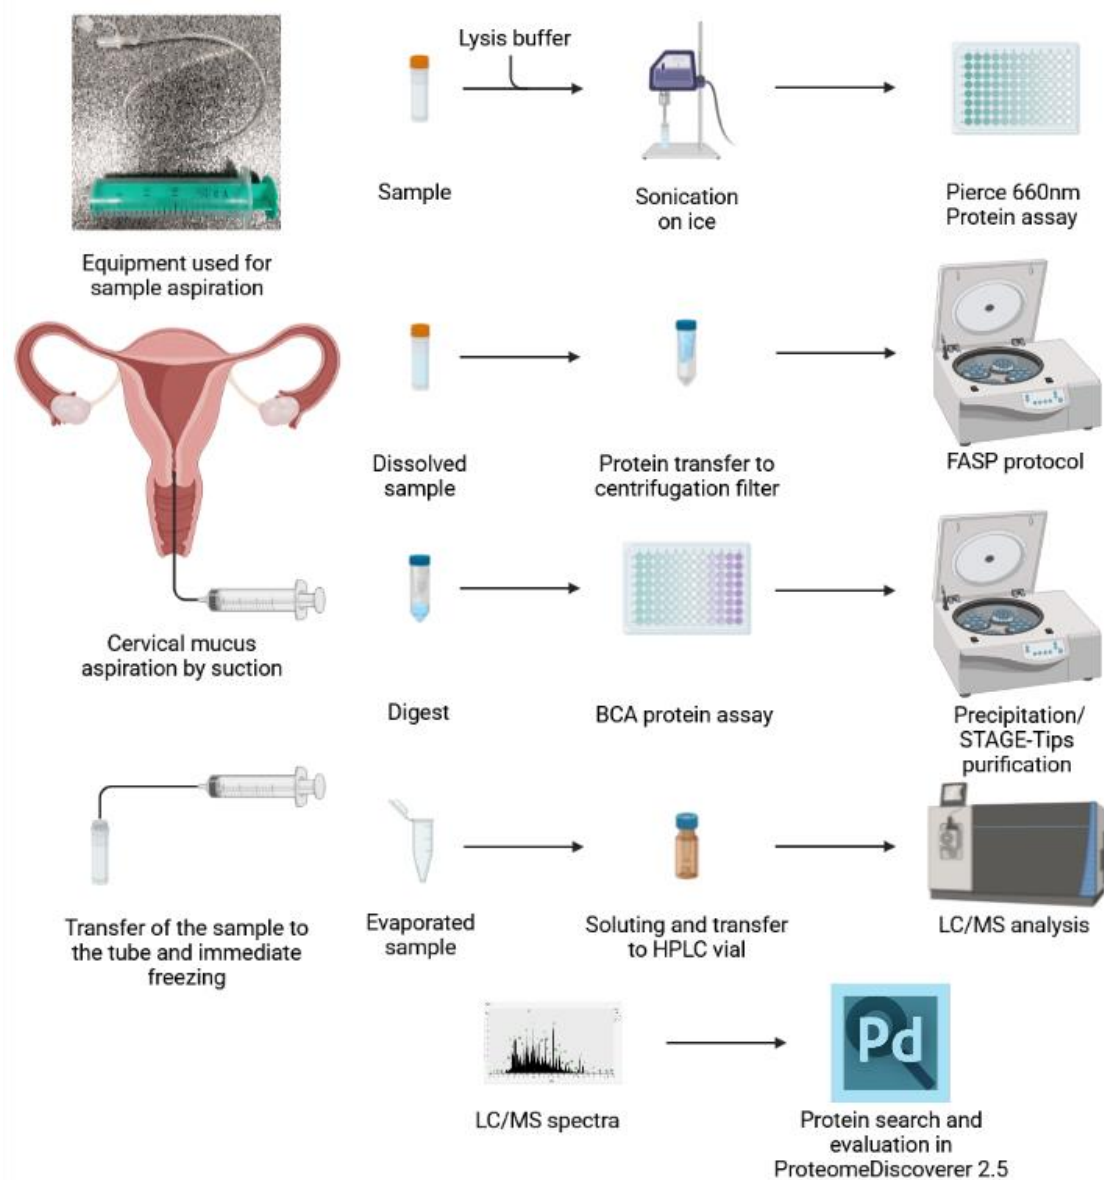 Lysis buffer
Sample
Sonication
on ice
Pierce 660nm
Protein assay
Equipment used for
sample aspiration
Dissolved
sample
Protein transfer to
centrifugation filter
FASP protocol
Cervical mucus
aspiration by suction
Digest
BCA protein assay
Precipitation/
STAGE-Tips
purification
Transfer of the sample to
the tube and immediate
freezing
Evaporated
sample
Soluting and transfer
to HPLC vial
LC/MS analysis
LC/MS spectra
Pd
Protein search and
evaluation in
ProteomeDiscoverer 2.5